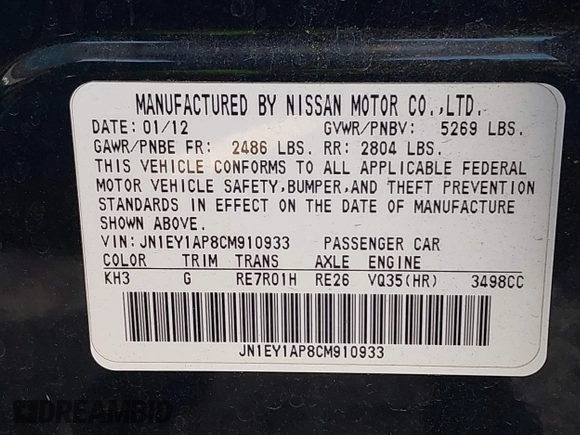 MANUFACTURED BY NISSAN MOTOR CO.,LTD.
DATE: 01/12 GVWR/PNBV: 5269 LBS.
GAWR/PNBE FR: 2486 LBS. RR: 2804 LBS.
THIS VEHICLE CONFORMS TO ALL APPLICABLE FEDERAL
MOTOR VEHICLE SAFETY,BUMPER,AND THEFT PREVENTION
STANDARDS IN EFFECT ON THE DATE OF MANUFACTURE
SHOWN ABOVE.
VIN: JN1EY1AP8CM910933 PASSENGER CAR
COLOR TRIM TRANS AXLE ENGINE
KH3 G RE7R01H RE26 VQ35(HR) 3498CC
JN1EY1AP8CM910933
DREAMBID